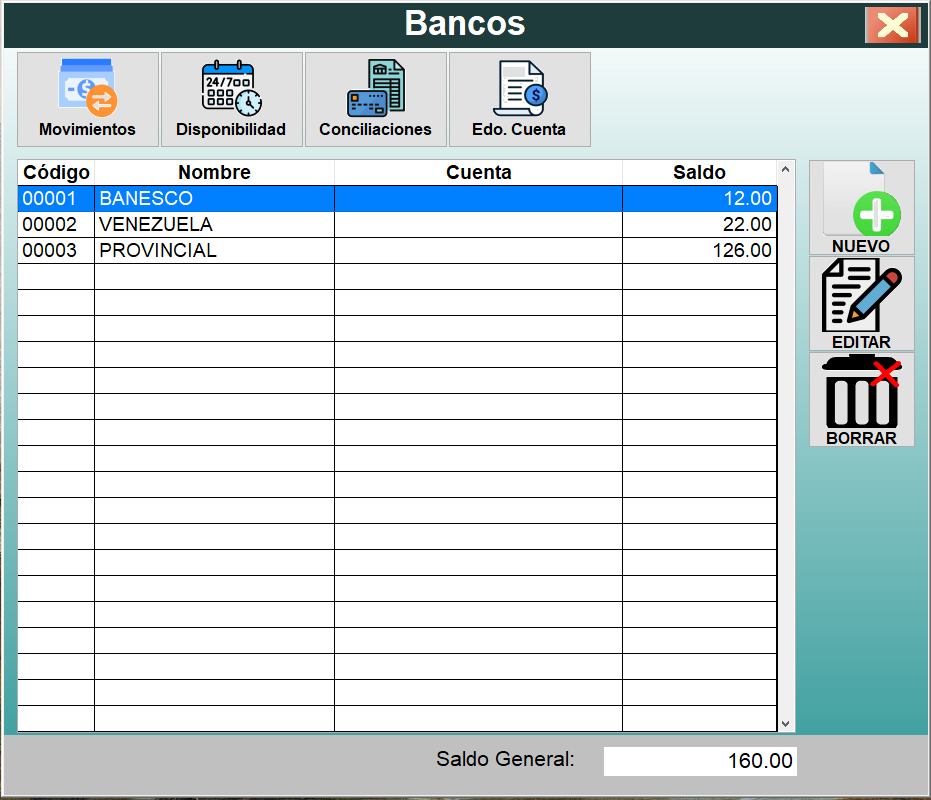 Bancos
24/7
Movimientos Disponibilidad Conciliaciones Edo. Cuenta
Código Nombre Cuenta Saldo
00001 BANESCO 12.00
00002 VENEZUELA 22.00
00003 PROVINCIAL 126.00
NUEVO
EDITAR
BORRAR
Saldo General: 160.00